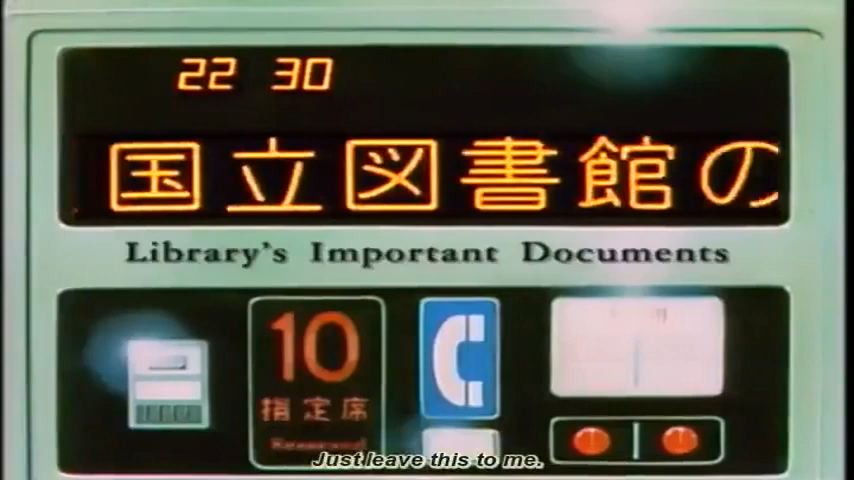 22 30
国立図書館の
Library's Important Documents
10
指定席
Reserved
Just leave this to me.